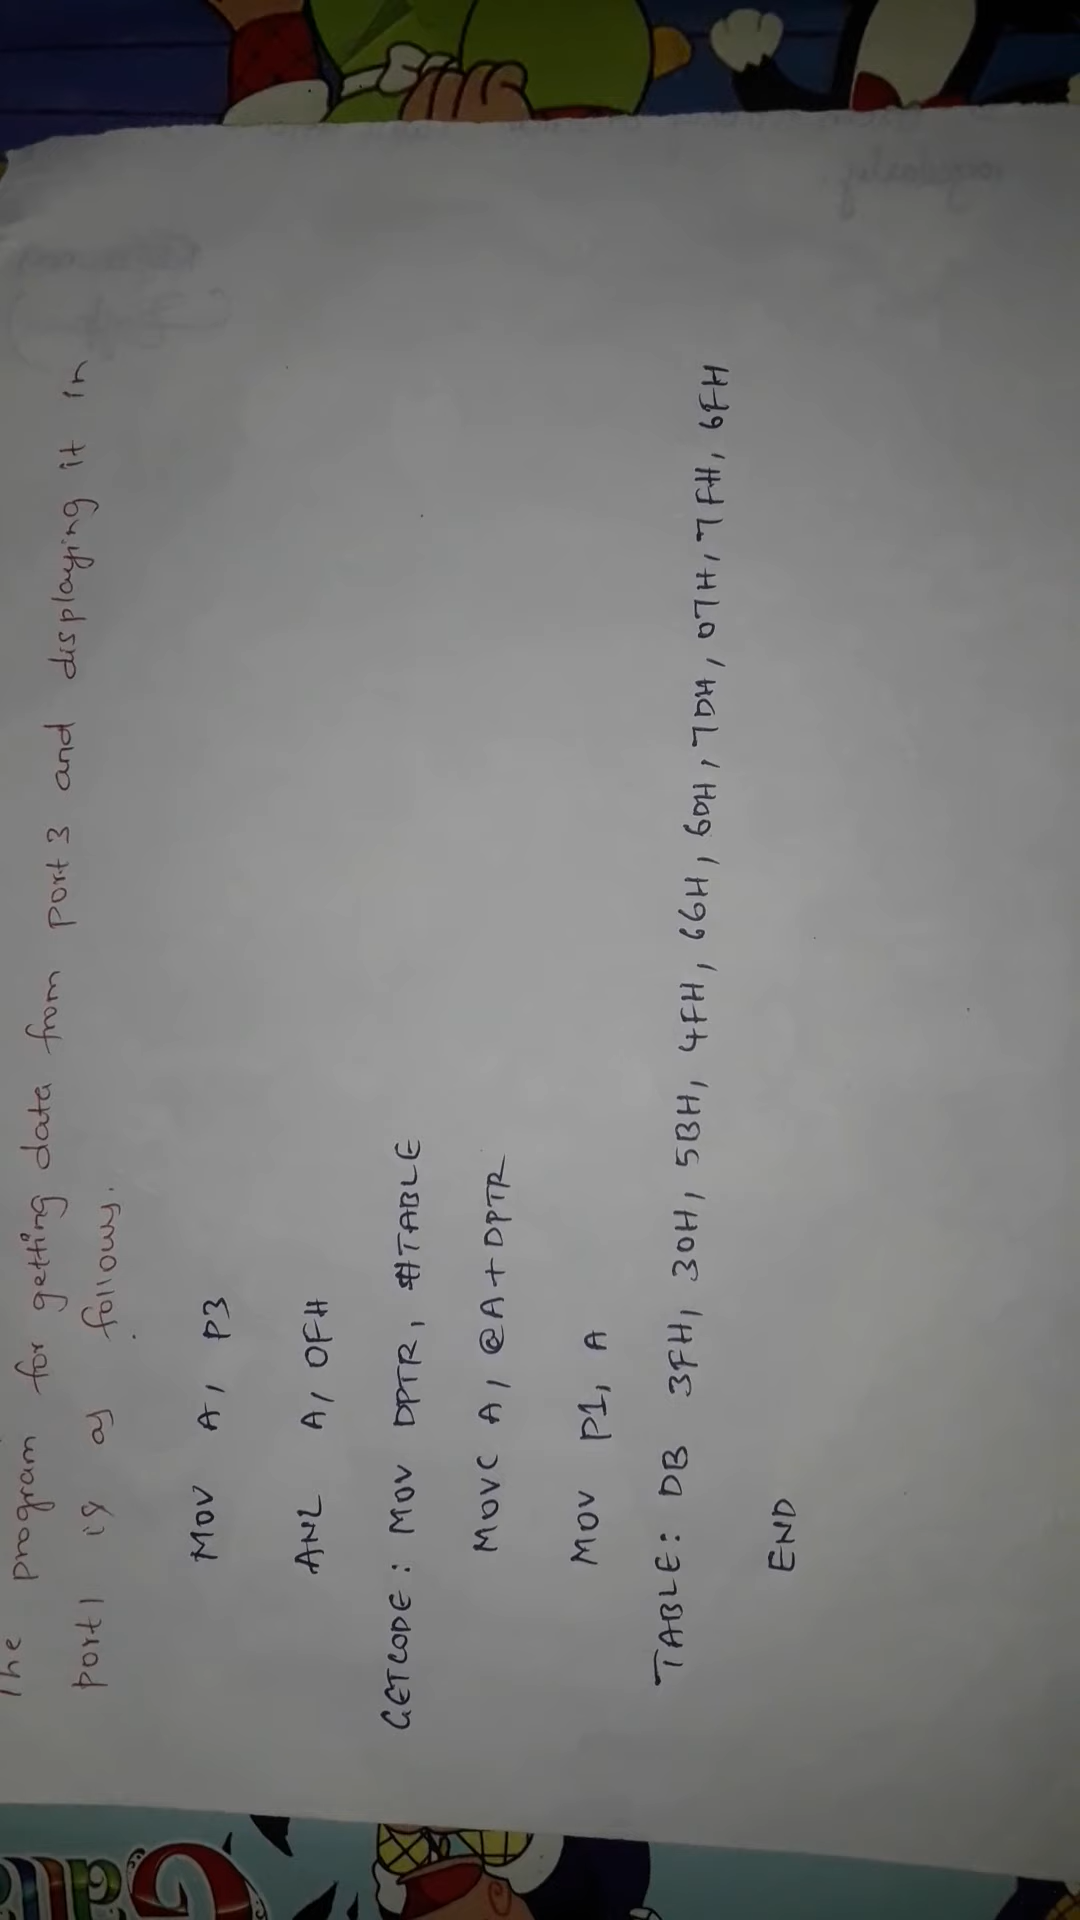 The program for getting data from port 3 and displaying it in
port1 is as follows.
MOV A, P3
ANL A, 0FH
GETCODE: MOV DPTR, #TABLE
MOVC A, @A+DPTR
MOV P1, A
TABLE: DB 3FH, 30H, 5BH, 4FH, 66H, 6DH, 7DH, 07H, 7FH, 6FH
END